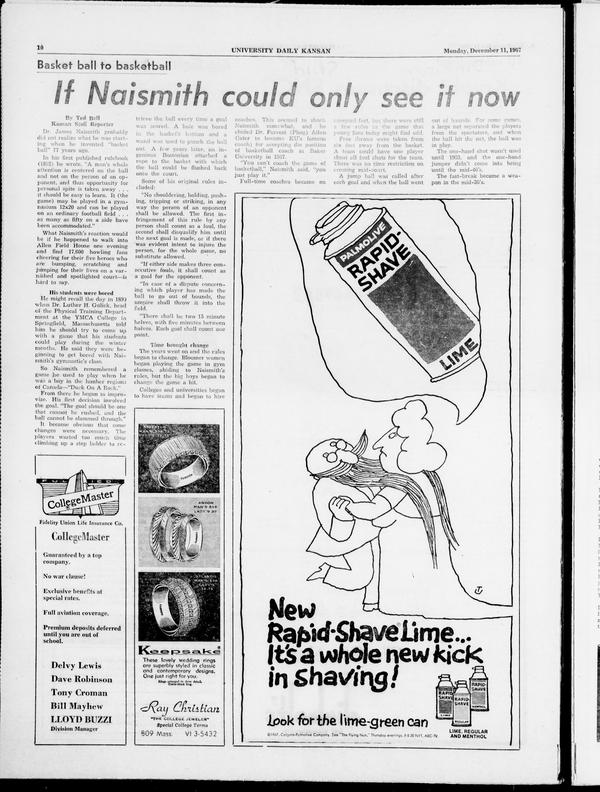 10
UNIVERSITY DAILY KANSAN
Monday, December 11, 1967
Basket ball to basketball
If Naismith could only see it now
By Ted Bell
Kansan Staff Reporter
Dr. James Naismith probably
did not realize what he was start-
ing when he invented "basket
ball" 77 years ago.
In his first published rulebook
(1892) he wrote, "A man's whole
attention is centered on the ball
and not on the person of an op-
ponent, and thus opportunity for
personal spite is taken away . . .
it should be easy to learn. It (the
game) may be played in a gym-
nasium 12x20 and can be played
on an ordinary football field . . .
as many as fifty on a side have
been accommodated."
What Naismith's reaction would
be if he happened to walk into
Allen Field House one evening
and find 17,000 howling fans
cheering for their five heroes who
are bumping, scratching and
jumping for their lives on a var-
nished and spotlighted court—is
hard to say.
His students were bored
He might recall the day in 1890
when Dr. Luther H. Gulick, head
of the Physical Training Depart-
ment at the YMCA College in
Springfield, Massachusetts told
him he should try to come up
with a game that his students
could play during the winter
months. He said they were be-
ginning to get bored with Nai-
smith's gymnastic's class.
So Naismith remembered a
game he used to play when he
was a boy in the lumber regions
of Canada—"Duck On A Rock."
From there he began to impro-
vize. His first decision involved
the goal. "The goal should be one
that cannot be rushed, and the
ball cannot be slammed through."
It became obvious that some
changes were necessary. The
players wasted too much time
climbing up a step ladder to re-
trieve the ball every time a goal
was scored. A hole was bored
in the basket's bottom and a
wand was used to punch the ball
out. A few years later, an in-
genious Bostonian attached a
rope to the basket with which
the ball could be flushed back
onto the court.
Some of his original rules in-
cluded:
"No shouldering, holding, push-
ing, tripping or striking, in any
way the person of an opponent
shall be allowed. The first in-
fringement of this rule by any
person shall count as a foul, the
second shall disqualify him until
the next goal is made, or if there
was evident intent to injure the
person, for the whole game, no
substitute allowed.
"If either side makes three con-
secutive fouls, it shall count as
a goal for the opponent.
"In case of a dispute concern-
ing which player has made the
ball to go out of bounds, the
umpire shall throw it into the
field.
"There shall be two 15 minute
halves, with five minutes between
halves. Each goal shall count one
point.
Time bought change
The years went on and the rules
began to change. Bloomer women
began playing the game in gym
classes, abiding to Naismith's
rules, but the big boys began to
change the game a bit.
Colleges and universities began
to have teams and began to hire
coaches. This seemed to shock
Naismith somewhat, and he
chided Dr. Forrest (Phog) Allen
(later to become KU's famous
coach) for accepting the position
of basketball coach at Baker
University in 1907.
"You can't coach the game of
basketball," Naismith said, "you
just play it."
Full-time coaches became an
accepted fact, but there were still
a few rules in the game that
young fans today might find odd.
Free throws were taken from
six feet away from the basket.
A team could have one player
shoot all foul shots for the team.
There was no time restriction on
crossing mid-court.
A jump ball was called after
each goal and when the ball went
out of bounds. For some games,
a large net separated the players
from the spectators, and when
the ball hit the net, the ball was
in play.
The one-hand shot wasn't used
until 1933, and the one-hand
jumper didn't come into being
until the mid-40's.
The fast-break became a wea-
pon in the mid-20's.
PALMOLIVE
RAPID-
SHAVE
LIME
New
Rapid-Shave Lime...
It's a whole new kick
in shaving!
Look for the lime-green can
LIME, REGULAR
AND MENTHOL
CollegeMaster
Fidelity Union Life Insurance Co.
CollegeMaster
Guaranteed by a top
company.
No war clause!
Exclusive benefits at
special rates.
Full aviation coverage.
Premium deposits deferred
until you are out of
school.
Delvy Lewis
Dave Robinson
Tony Croman
Bill Mayhew
LLOYD BUZZI
Division Manager
Keepsake
These lovely wedding rings
are superbly styled in classic
and contemporary designs.
One just right for you.
Ray Christian
"THE COLLEGE JEWELER"
Special College Terms
809 Mass. VI 3-5432